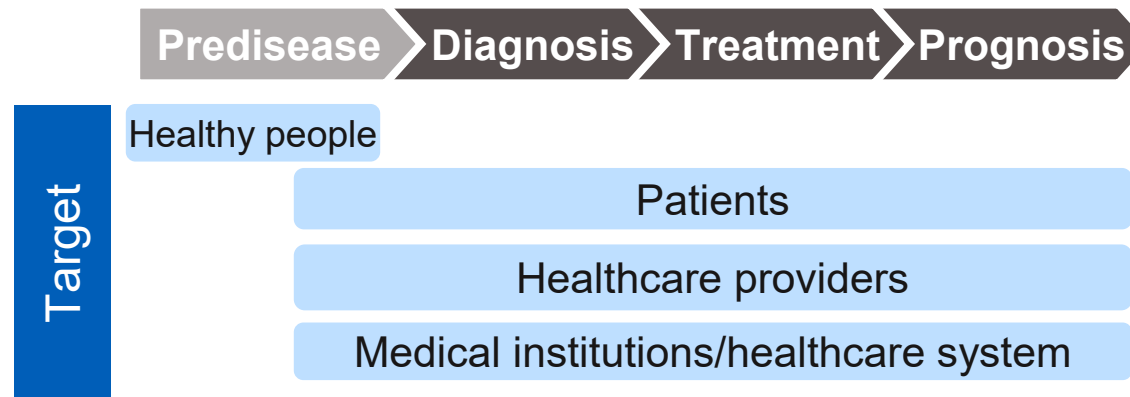 Predisease
Diagnosis
Treatment
Prognosis
Target
Healthy people
Patients
Healthcare providers
Medical institutions/healthcare system